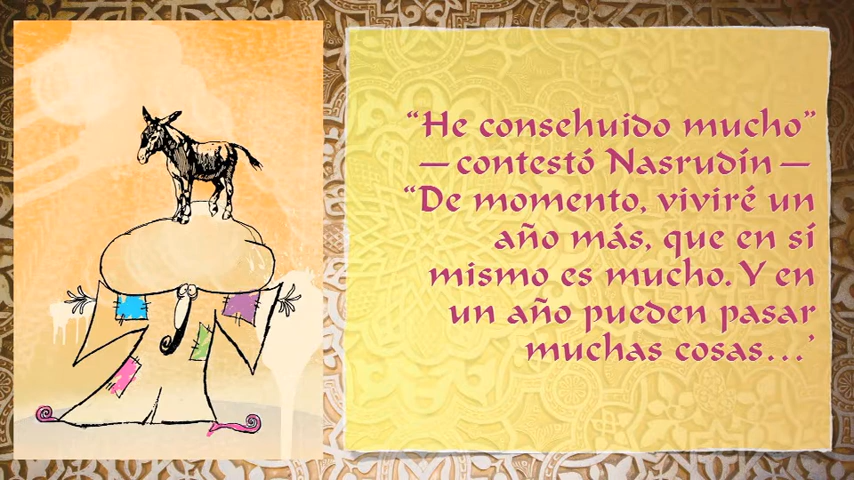 “He consehuido mucho”
—contestó Nasrudín—
“De momento, viviré un
año más, que en sí
mismo es mucho. Y en
un año pueden pasar
muchas cosas...’